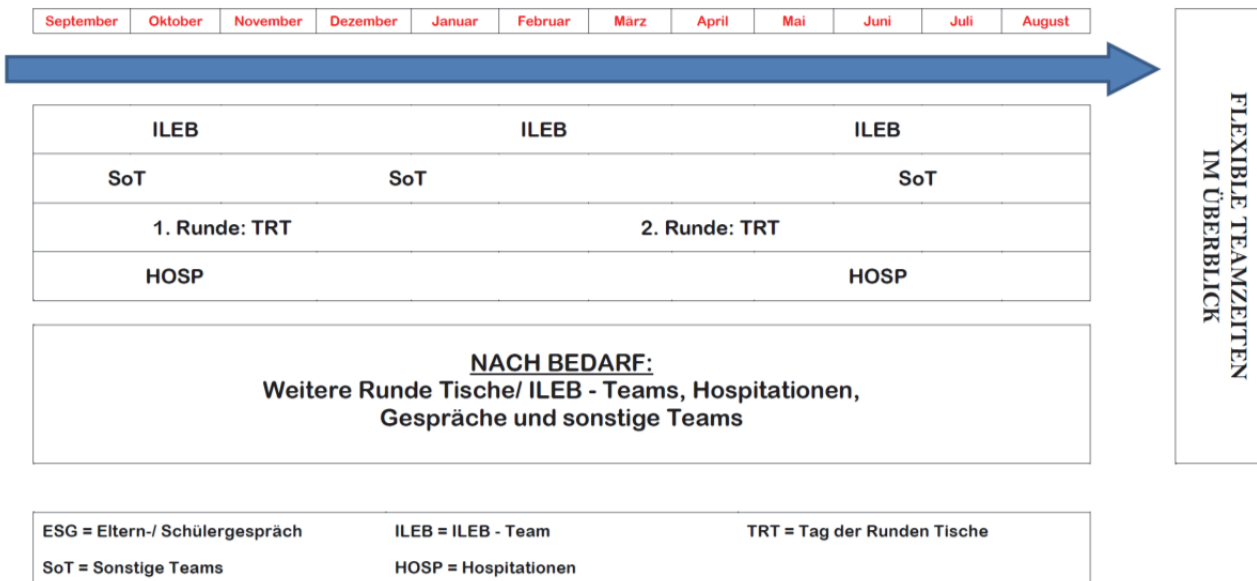 September Oktober November Dezember Januar Februar März April Mai Juni Juli August
ILEB ILEB ILEB
SoT SoT SoT
1. Runde: TRT 2. Runde: TRT
HOSP HOSP
NACH BEDARF:
Weitere Runde Tische/ ILEB - Teams, Hospitationen,
Gespräche und sonstige Teams
ESG = Eltern-/ Schülergespräch ILEB = ILEB - Team TRT = Tag der Runden Tische
SoT = Sonstige Teams HOSP = Hospitationen
FLEXIBLE TEAMZEITEN
IM ÜBERBLICK